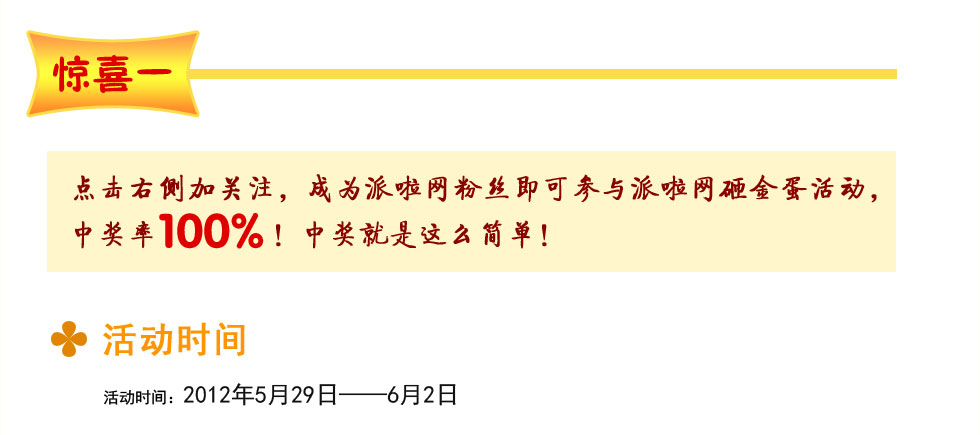 惊喜一
点击右侧加关注，成为派啦网粉丝即可参与派啦网砸金蛋活动，
中奖率100%！中奖就是这么简单！
活动时间
活动时间：2012年5月29日——6月2日